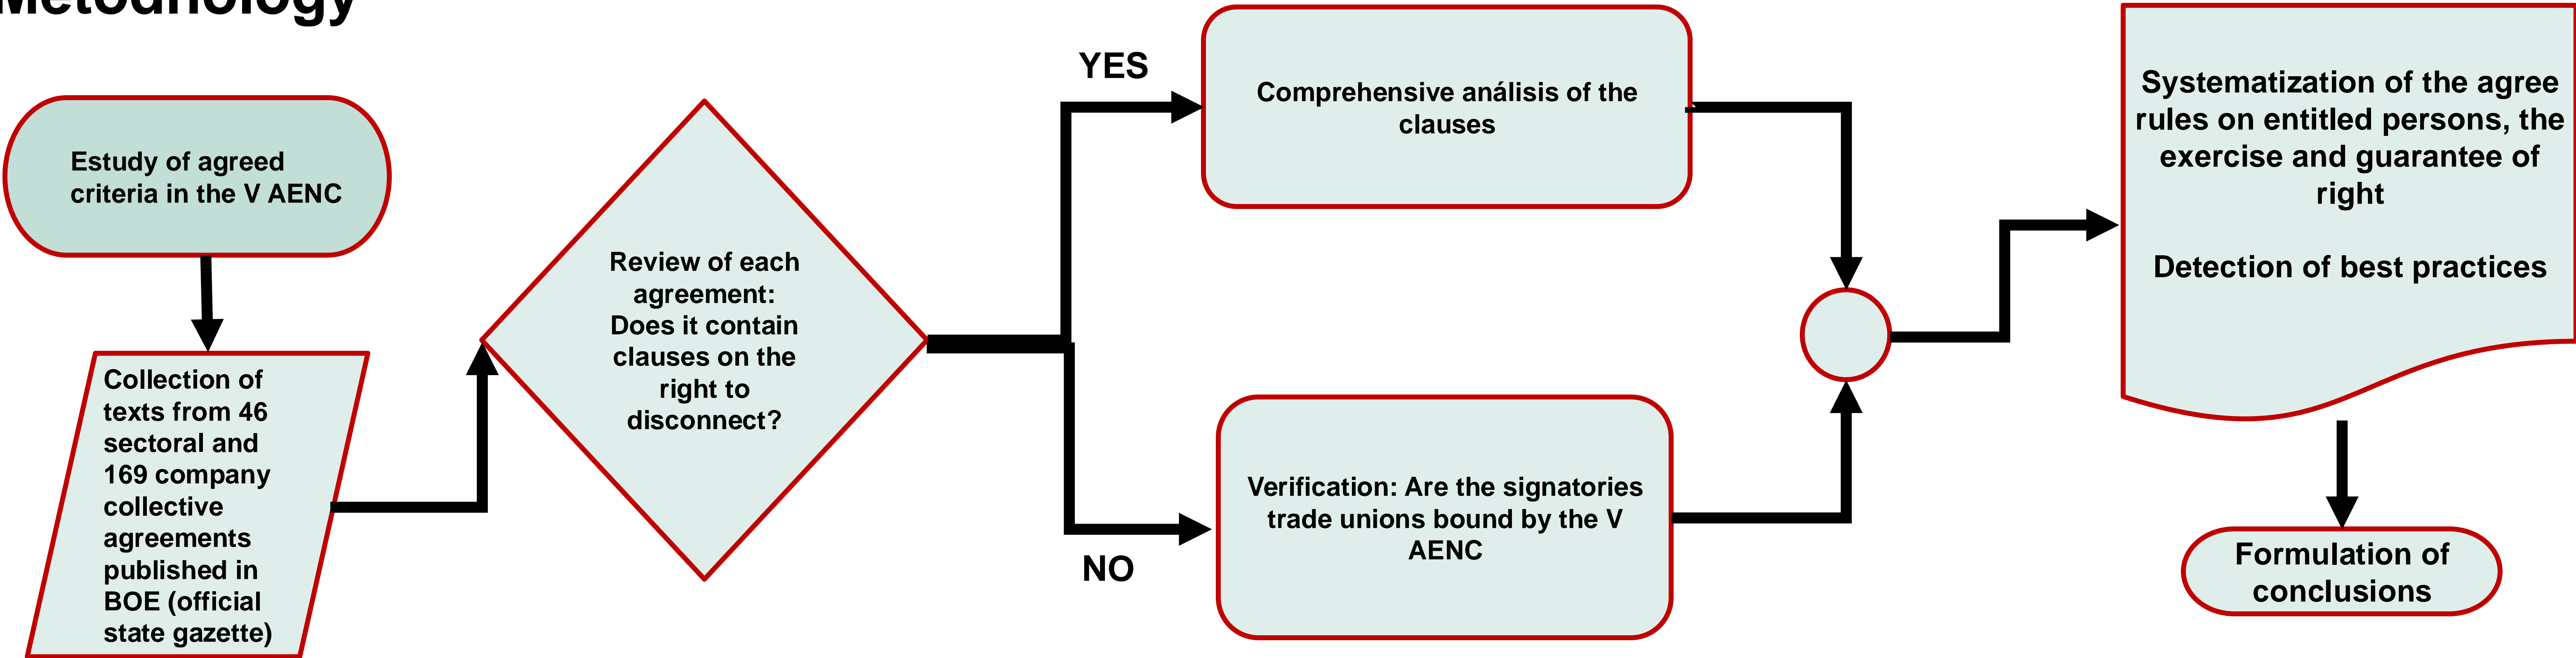 Metodhology
Estudy of agreed
criteria in the V AENC
Collection of
texts from 46
sectoral and
169 company
collective
agreements
published in
BOE (official
state gazette)
Review of each
agreement:
Does it contain
clauses on the
right to
disconnect?
YES
Comprehensive análisis of the
clauses
NO
Verification: Are the signatories
trade unions bound by the V
AENC
Systematization of the agree
rules on entitled persons, the
exercise and guarantee of
right
Detection of best practices
Formulation of
conclusions